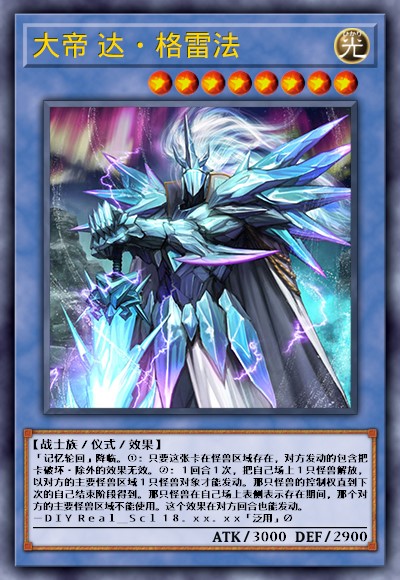 大帝 达·格雷法
ひかり
光
【战士族／仪式／效果】
「记忆轮回」降临。①：只要这张卡在怪兽区域存在，对方发动的包含把
卡破坏·除外的效果无效。②：1回合1次，把自己场上1只怪兽解放，
以对方的主要怪兽区域1只怪兽对象才能发动。那只怪兽的控制权直到下
次的自己结束阶段得到。那只怪兽在自己场上表侧表示存在期间，那个对
方的主要怪兽区域不能使用。这个效果在对方回合也能发动。
－DIYReal＿Scl18．xx．xx「泛用」∅
ATK/3000 DEF/2900